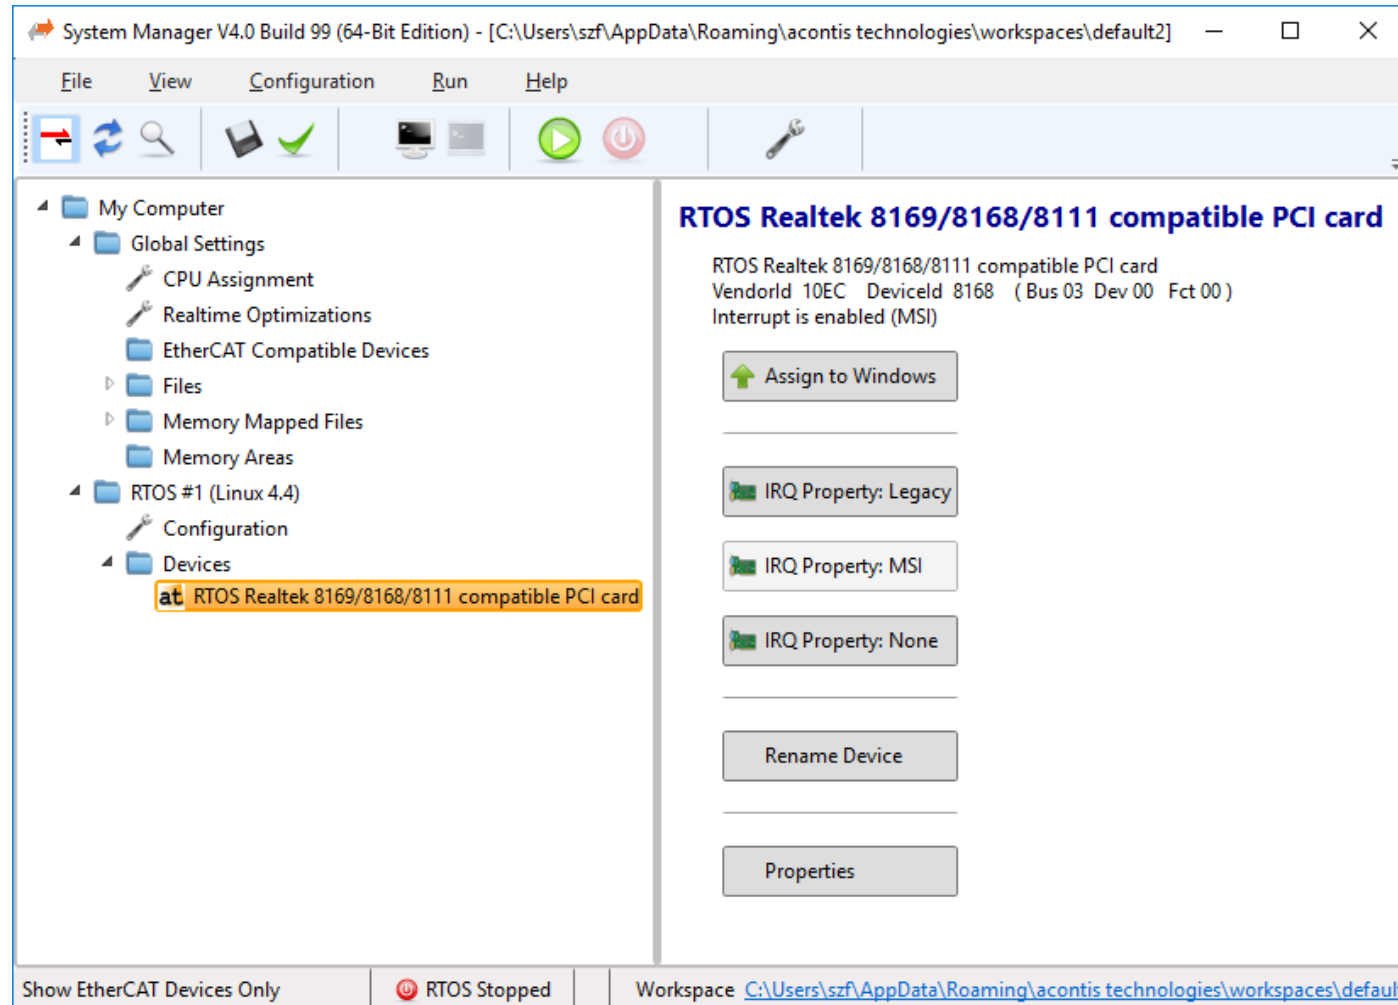 System Manager V4.0 Build 99 (64-Bit Edition) - [C:\Users\szf\AppData\Roaming\acontis technologies\workspaces\default2]
File View Configuration Run Help
My Computer
Global Settings
CPU Assignment
Realtime Optimizations
EtherCAT Compatible Devices
Files
Memory Mapped Files
Memory Areas
RTOS #1 (Linux 4.4)
Configuration
Devices
at RTOS Realtek 8169/8168/8111 compatible PCI card
RTOS Realtek 8169/8168/8111 compatible PCI card
RTOS Realtek 8169/8168/8111 compatible PCI card
VendorId 10EC DeviceId 8168 ( Bus 03 Dev 00 Fct 00 )
Interrupt is enabled (MSI)
Assign to Windows
IRQ Property: Legacy
IRQ Property: MSI
IRQ Property: None
Rename Device
Properties
Show EtherCAT Devices Only RTOS Stopped Workspace C:\Users\szf\AppData\Roaming\acontis technologies\workspaces\defaul